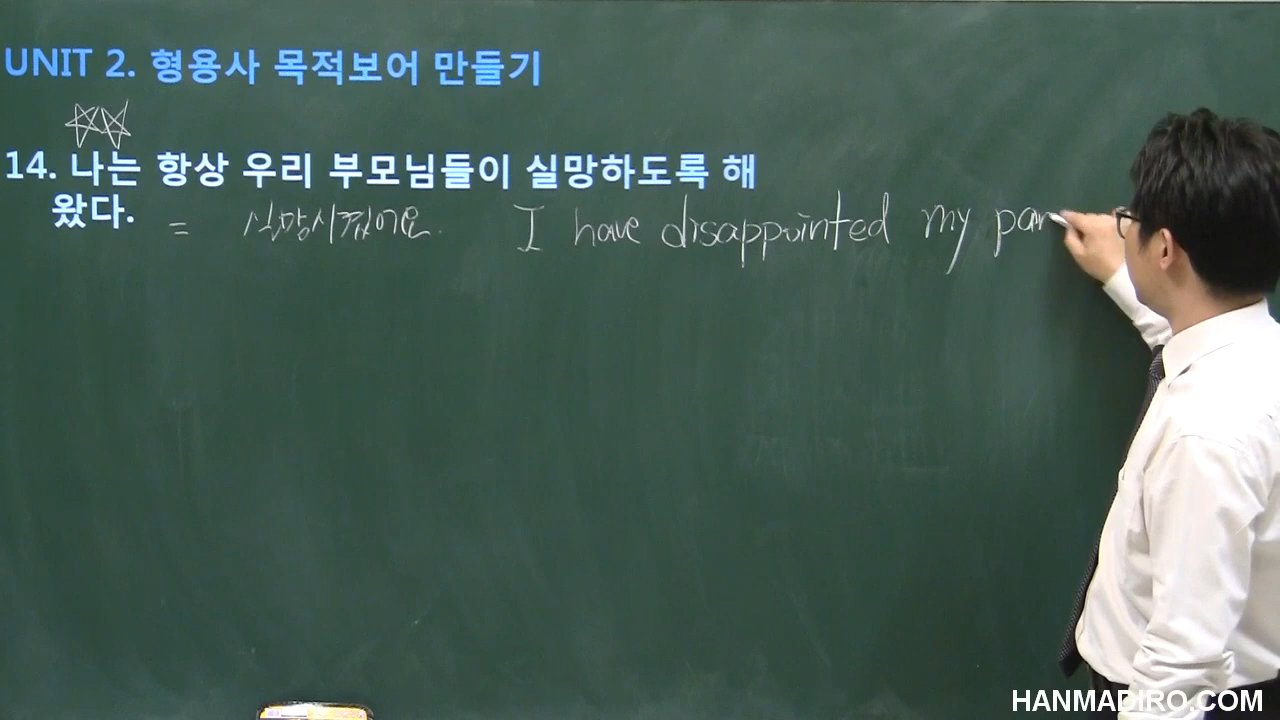 UNIT 2. 형용사 목적보어 만들기
14. 나는 항상 우리 부모님들이 실망하도록 해
왔다. = 실망시켰어요. I have disappointed my par
HANMADIRO.COM